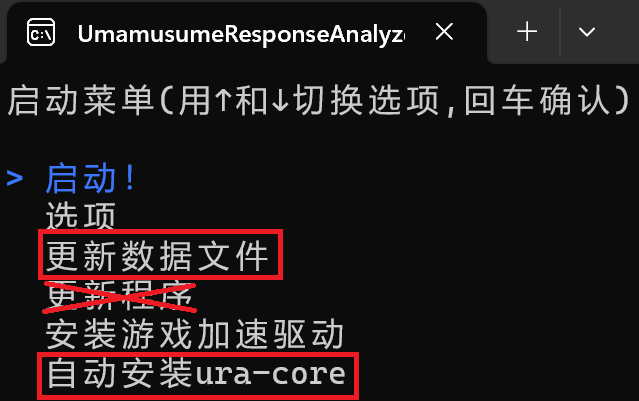 UmamusumeResponseAnalyze
启动菜单(用↑和↓切换选项,回车确认)
> 启动!
选项
更新数据文件
更新程序
安装游戏加速驱动
自动安装ura-core